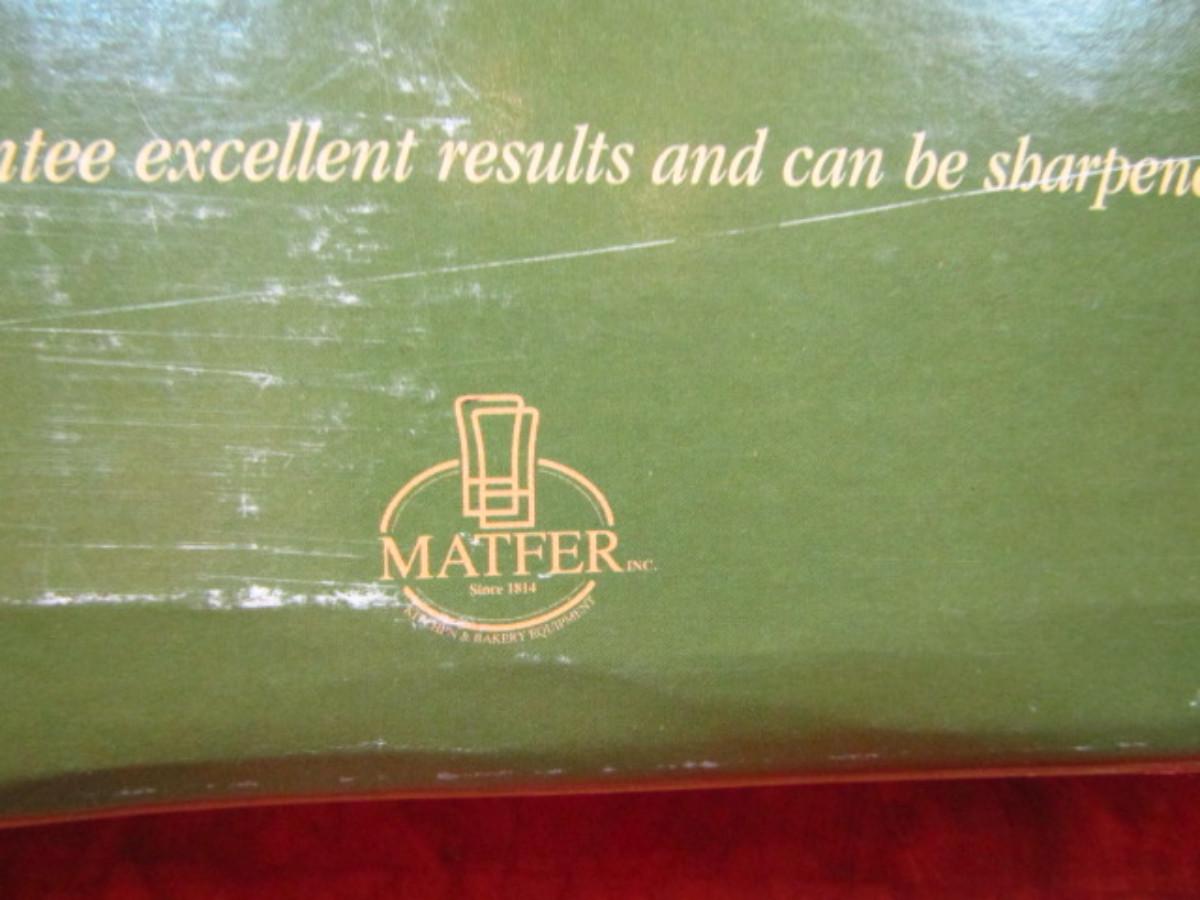 ntee excellent results and can be sharpene
MATFER INC.
Since 1814
KITCHEN & BAKERY EQUIPMENT